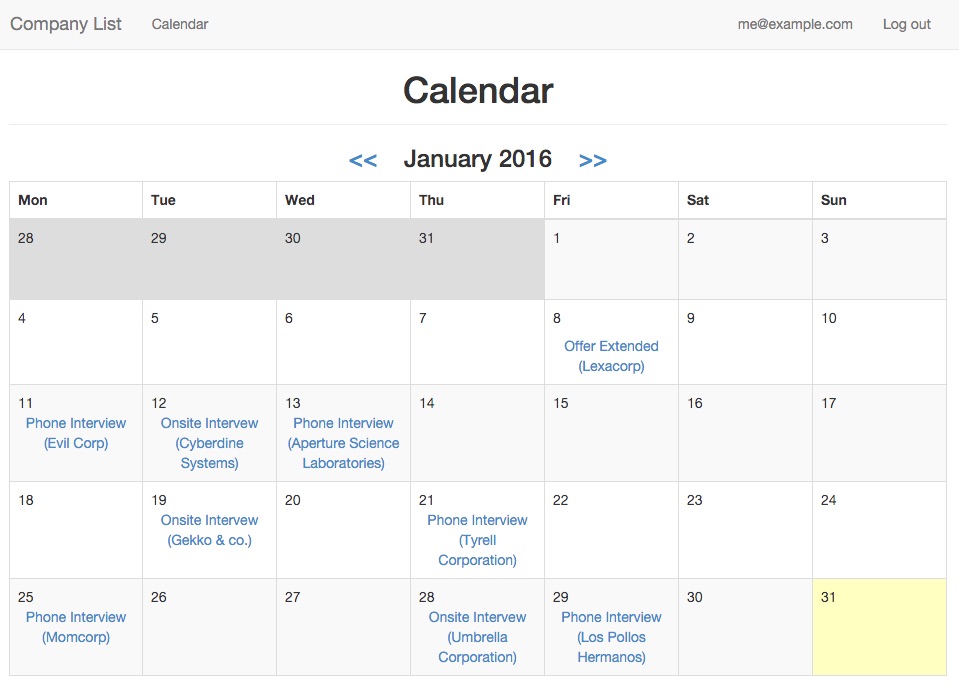 Company List Calendar me@example.com Log out
Calendar
<< January 2016 >>
Mon Tue Wed Thu Fri Sat Sun
28 29 30 31 1 2 3
4 5 6 7 8 9 10
Offer Extended
(Lexacorp)
11 12 13 14 15 16 17
Phone Interview Onsite Intervew Phone Interview
(Evil Corp) (Cyberdine (Aperture Science
Systems) Laboratories)
18 19 20 21 22 23 24
Onsite Intervew Phone Interview
(Gekko & co.) (Tyrell
Corporation)
25 26 27 28 29 30 31
Phone Interview Onsite Intervew Phone Interview
(Momcorp) (Umbrella (Los Pollos
Corporation) Hermanos)